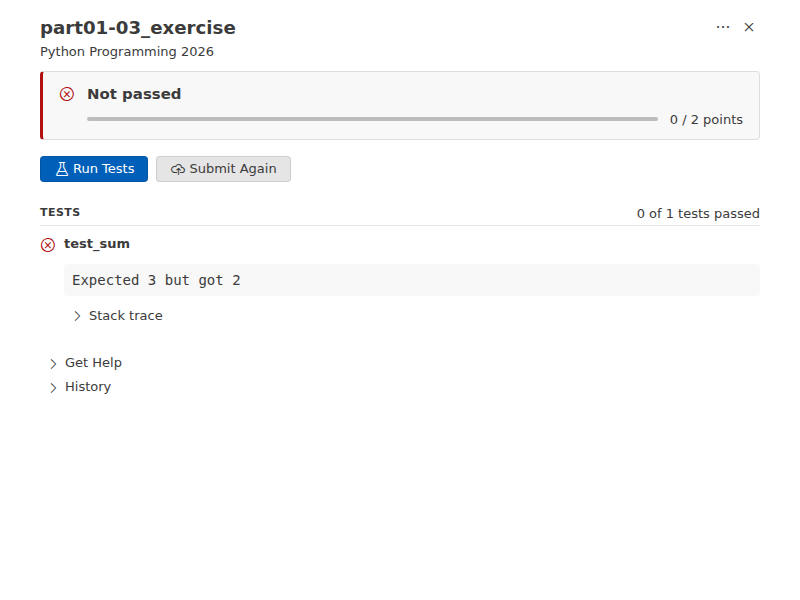 part01-03_exercise
Python Programming 2026
Not passed
0 / 2 points
Run Tests
Submit Again
TESTS
0 of 1 tests passed
test_sum
Expected 3 but got 2
Stack trace
Get Help
History